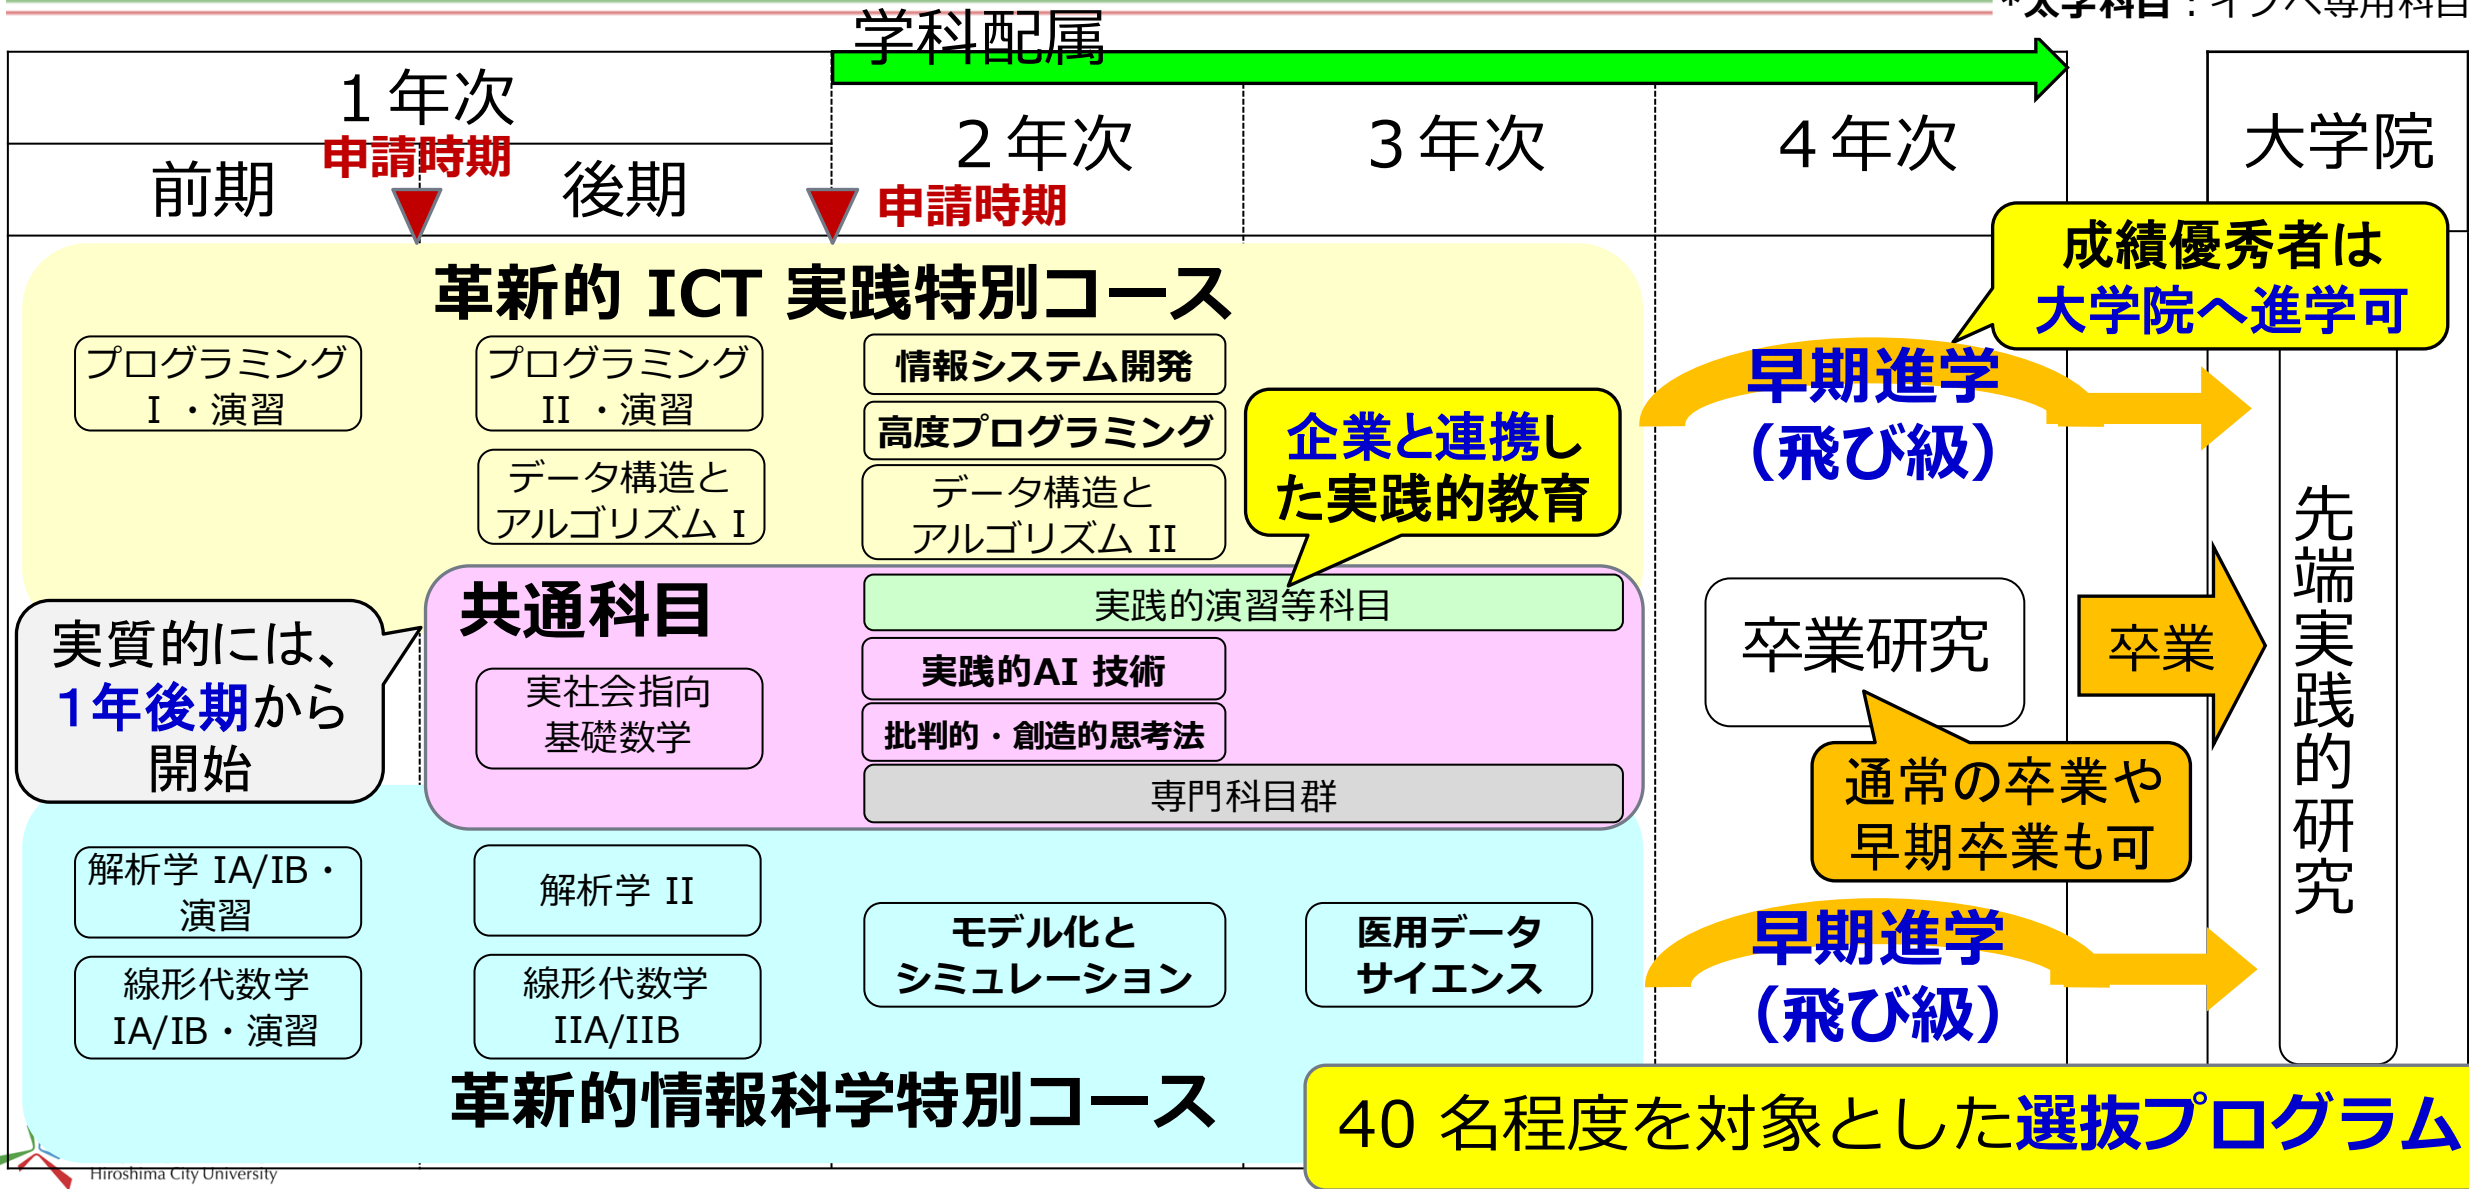 *太字科目：イノベ専用科目
学科配属
１年次
申請時期
前期
後期
２年次
３年次
４年次
大学院
申請時期
成績優秀者は
大学院へ進学可
革新的 ICT 実践特別コース
プログラミング
I ・演習
プログラミング
II ・演習
データ構造と
アルゴリズム I
情報システム開発
高度プログラミング
データ構造と
アルゴリズム II
企業と連携し
た実践的教育
早期進学
（飛び級）
実質的には、
１年後期から
開始
共通科目
実社会指向
基礎数学
実践的演習等科目
実践的AI 技術
批判的・創造的思考法
専門科目群
卒業研究
卒業
先端実践的研究
通常の卒業や
早期卒業も可
解析学 IA/IB・
演習
線形代数学
IA/IB・演習
解析学 II
線形代数学
IIA/IIB
モデル化と
シミュレーション
医用データ
サイエンス
早期進学
（飛び級）
革新的情報科学特別コース
40 名程度を対象とした選抜プログラム
Hiroshima City University